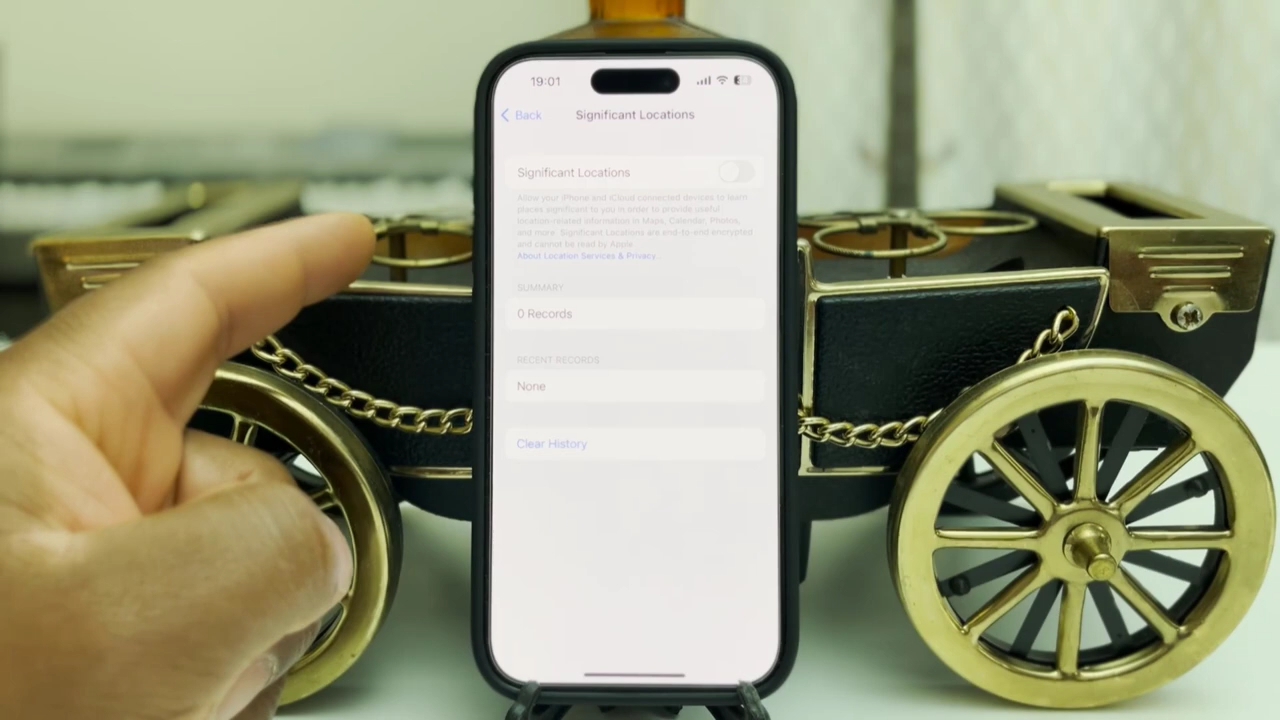 19:01
Back
Significant Locations
Significant Locations
Allow your iPhone and iCloud connected devices to learn
places significant to you in order to provide useful
location-related information in Maps, Calendar, Photos,
and more. Significant Locations are end-to-end encrypted
and cannot be read by Apple.
About Location Services & Privacy...
SUMMARY
0 Records
RECENT RECORDS
None
Clear History